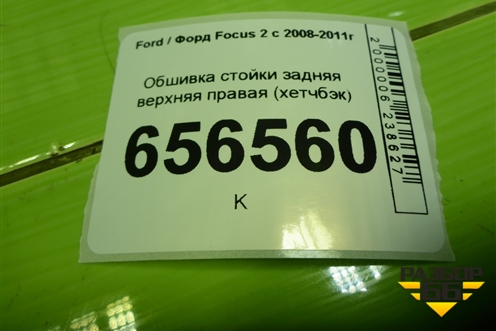 Ford / Форд Focus 2 с 2008-2011г
Обшивка стойки задняя
верхняя правая (хетчбэк)
656560
К
2000006238627
РАЗБОР
66